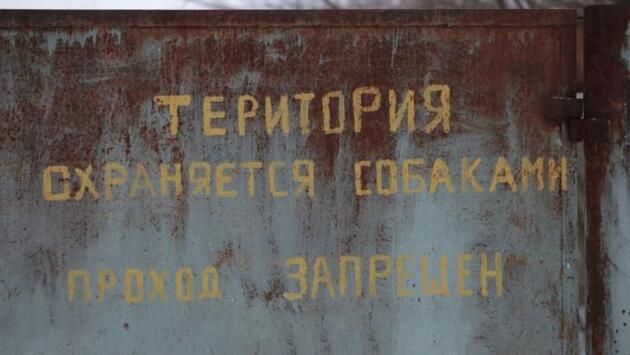 ТЕРИТОРИЯ
ОХРАНЯЕТСЯ СОБАКАМИ
ПРОХОД ЗАПРЕЩЕН